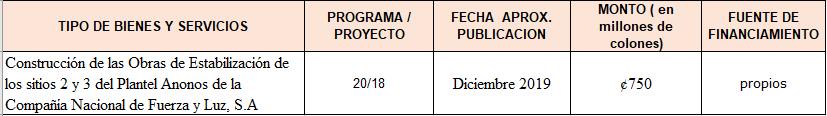 TIPO DE BIENES Y SERVICIOS
PROGRAMA /
PROYECTO
FECHA APROX.
PUBLICACION
MONTO ( en
millones de
colones)
FUENTE DE
FINANCIAMIENTO
Construcción de las Obras de Estabilización de
los sitios 2 y 3 del Plantel Anonos de la
Compañía Nacional de Fuerza y Luz, S.A
20/18
Diciembre 2019
¢750
propios